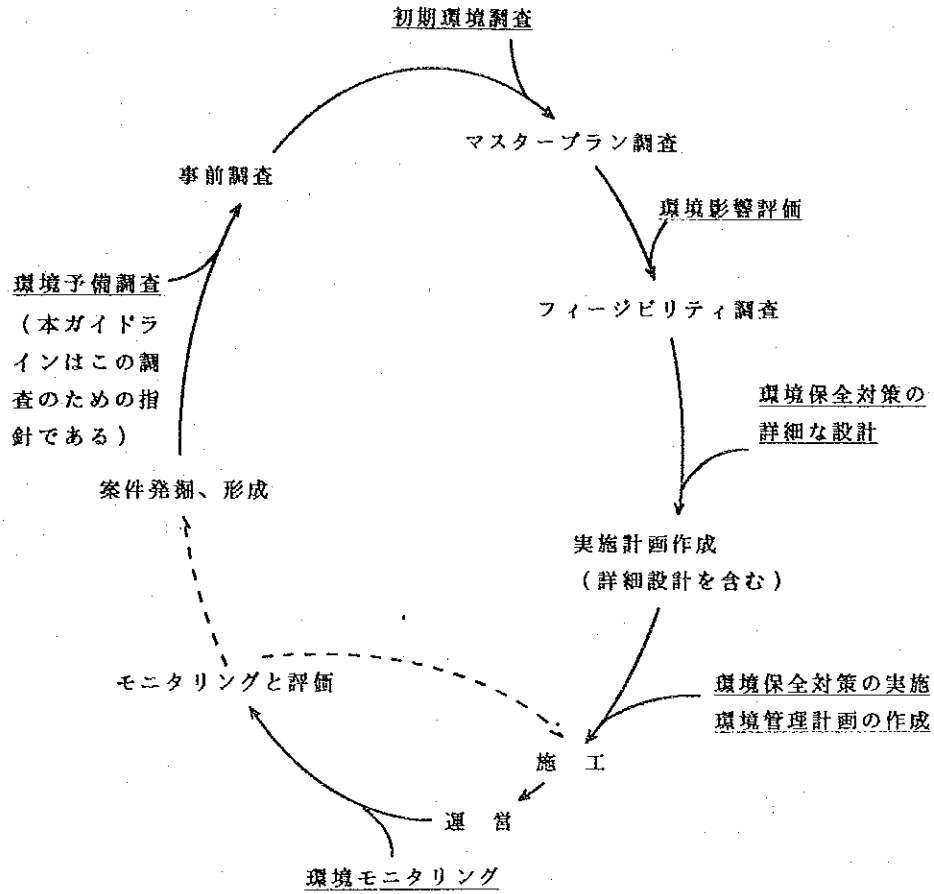 初期環境調査
マスタープラン調査
事前調査
環境影響評価
環境予備調査
(本ガイドラ
インはこの調
査のための指
針である)
フィージビリティ調査
環境保全対策の
詳細な設計
案件発掘、形成
実施計画作成
(詳細設計を含む)
モニタリングと評価
環境保全対策の実施
環境管理計画の作成
施 工
運 営
環境モニタリング